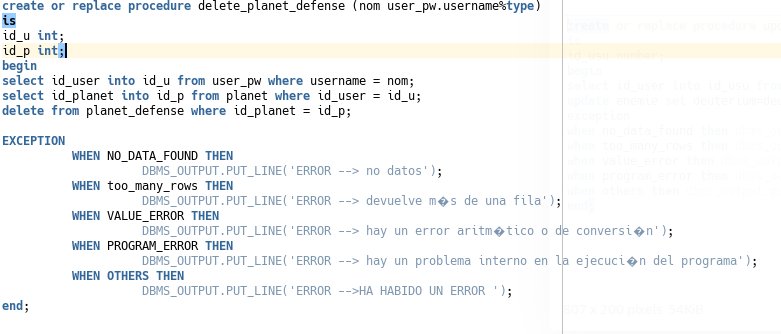 create or replace procedure delete_planet_defense (nom user_pw.username%type)
is
id_u int;
id_p int;
begin
select id_user into id_u from user_pw where username = nom;
select id_planet into id_p from planet where id_user = id_u;
delete from planet_defense where id_planet = id_p;
EXCEPTION
WHEN NO_DATA_FOUND THEN
DBMS_OUTPUT.PUT_LINE('ERROR --> no datos');
WHEN too_many_rows THEN
DBMS_OUTPUT.PUT_LINE('ERROR --> devuelve m�s de una fila');
WHEN VALUE_ERROR THEN
DBMS_OUTPUT.PUT_LINE('ERROR --> hay un error aritm�tico o de conversi�n');
WHEN PROGRAM_ERROR THEN
DBMS_OUTPUT.PUT_LINE('ERROR --> hay un problema interno en la ejecuci�n del programa');
WHEN OTHERS THEN
DBMS_OUTPUT.PUT_LINE('ERROR -->HA HABIDO UN ERROR ');
end;